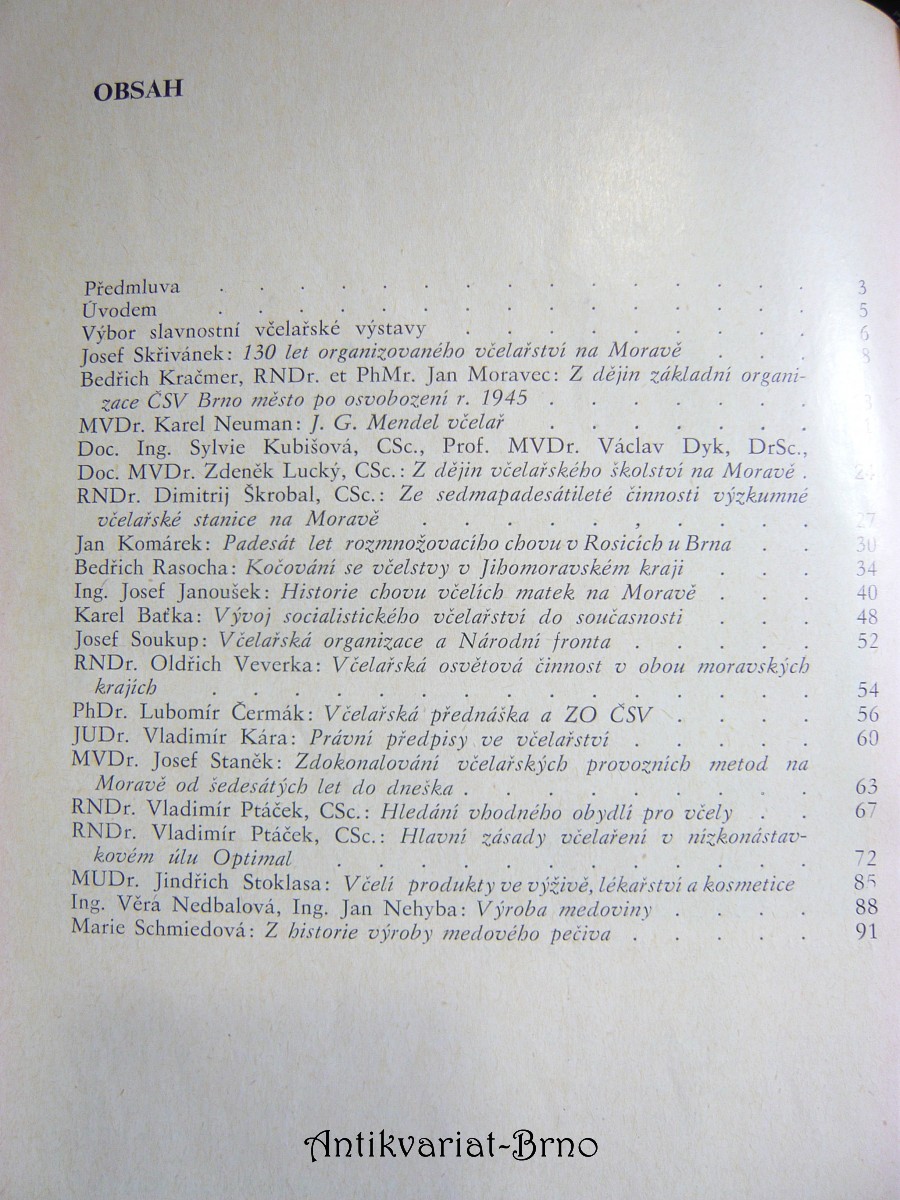 OBSAH
Předmluva . . . . . . . . . . . . . . . 3
Úvodem . . . . . . . . . . . . . . . 5
Výbor slavnostní včelařské výstavy . . . . . . . . . 6
Josef Skřivánek: 130 let organizovaného včelařství na Moravě . . . 8
Bedřich Kračmer, RNDr. et PhMr. Jan Moravec: Z dějin základní organi-
zace ČSV Brno město po osvobození r. 1945 . . . . . .
MVDr. Karel Neuman: J. G. Mendel včelař . . . . . . .
Doc. Ing. Sylvie Kubišová, CSc., Prof. MVDr. Václav Dyk, DrSc.,
Doc. MVDr. Zdeněk Lucký, CSc.: Z dějin včelařského školství na Moravě . 24
RNDr. Dimitrij Škrobal, CSc.: Ze sedmapadesátileté činnosti výzkumné
včelařské stanice na Moravě . . . . . , . . . . 27
Jan Komárek: Padesát let rozmnožovacího chovu v Rosicích u Brna . . 30
Bedřich Rasocha: Kočování se včelstvy v Jihomoravském kraji . . . 34
Ing. Josef Janoušek: Historie chovu včelích matek na Moravě . . . 40
Karel Baťka: Vývoj socialistického včelařství do současnosti . . . 48
Josef Soukup: Včelařská organizace a Národní fronta . . . . . 52
RNDr. Oldřich Veverka: Včelařská osvětová činnost v obou moravských
krajích . . . . . . . . . . . . . . . 54
PhDr. Lubomír Čermák: Včelařská přednáška a ZO ČSV . . . . 56
JUDr. Vladimír Kára: Právní předpisy ve včelařství . . . . . 60
MVDr. Josef Staněk: Zdokonalování včelařských provozních metod na
Moravě od šedesátých let do dneška . . . . . . . . . 63
RNDr. Vladimír Ptáček, CSc.: Hledání vhodného obydlí pro včely . . 67
RNDr. Vladimír Ptáček, CSc.: Hlavní zásady včelaření v nízkonástav-
kovém úlu Optimal . . . . . . . . . . . . 72
MUDr. Jindřich Stoklasa: Včelí produkty ve výživě, lékařství a kosmetice 85
Ing. Věrá Nedbalová, Ing. Jan Nehyba: Výroba medoviny . . . . 88
Marie Schmiedová: Z historie výroby medového pečiva . . . . . 91
Antikvariat-Brno